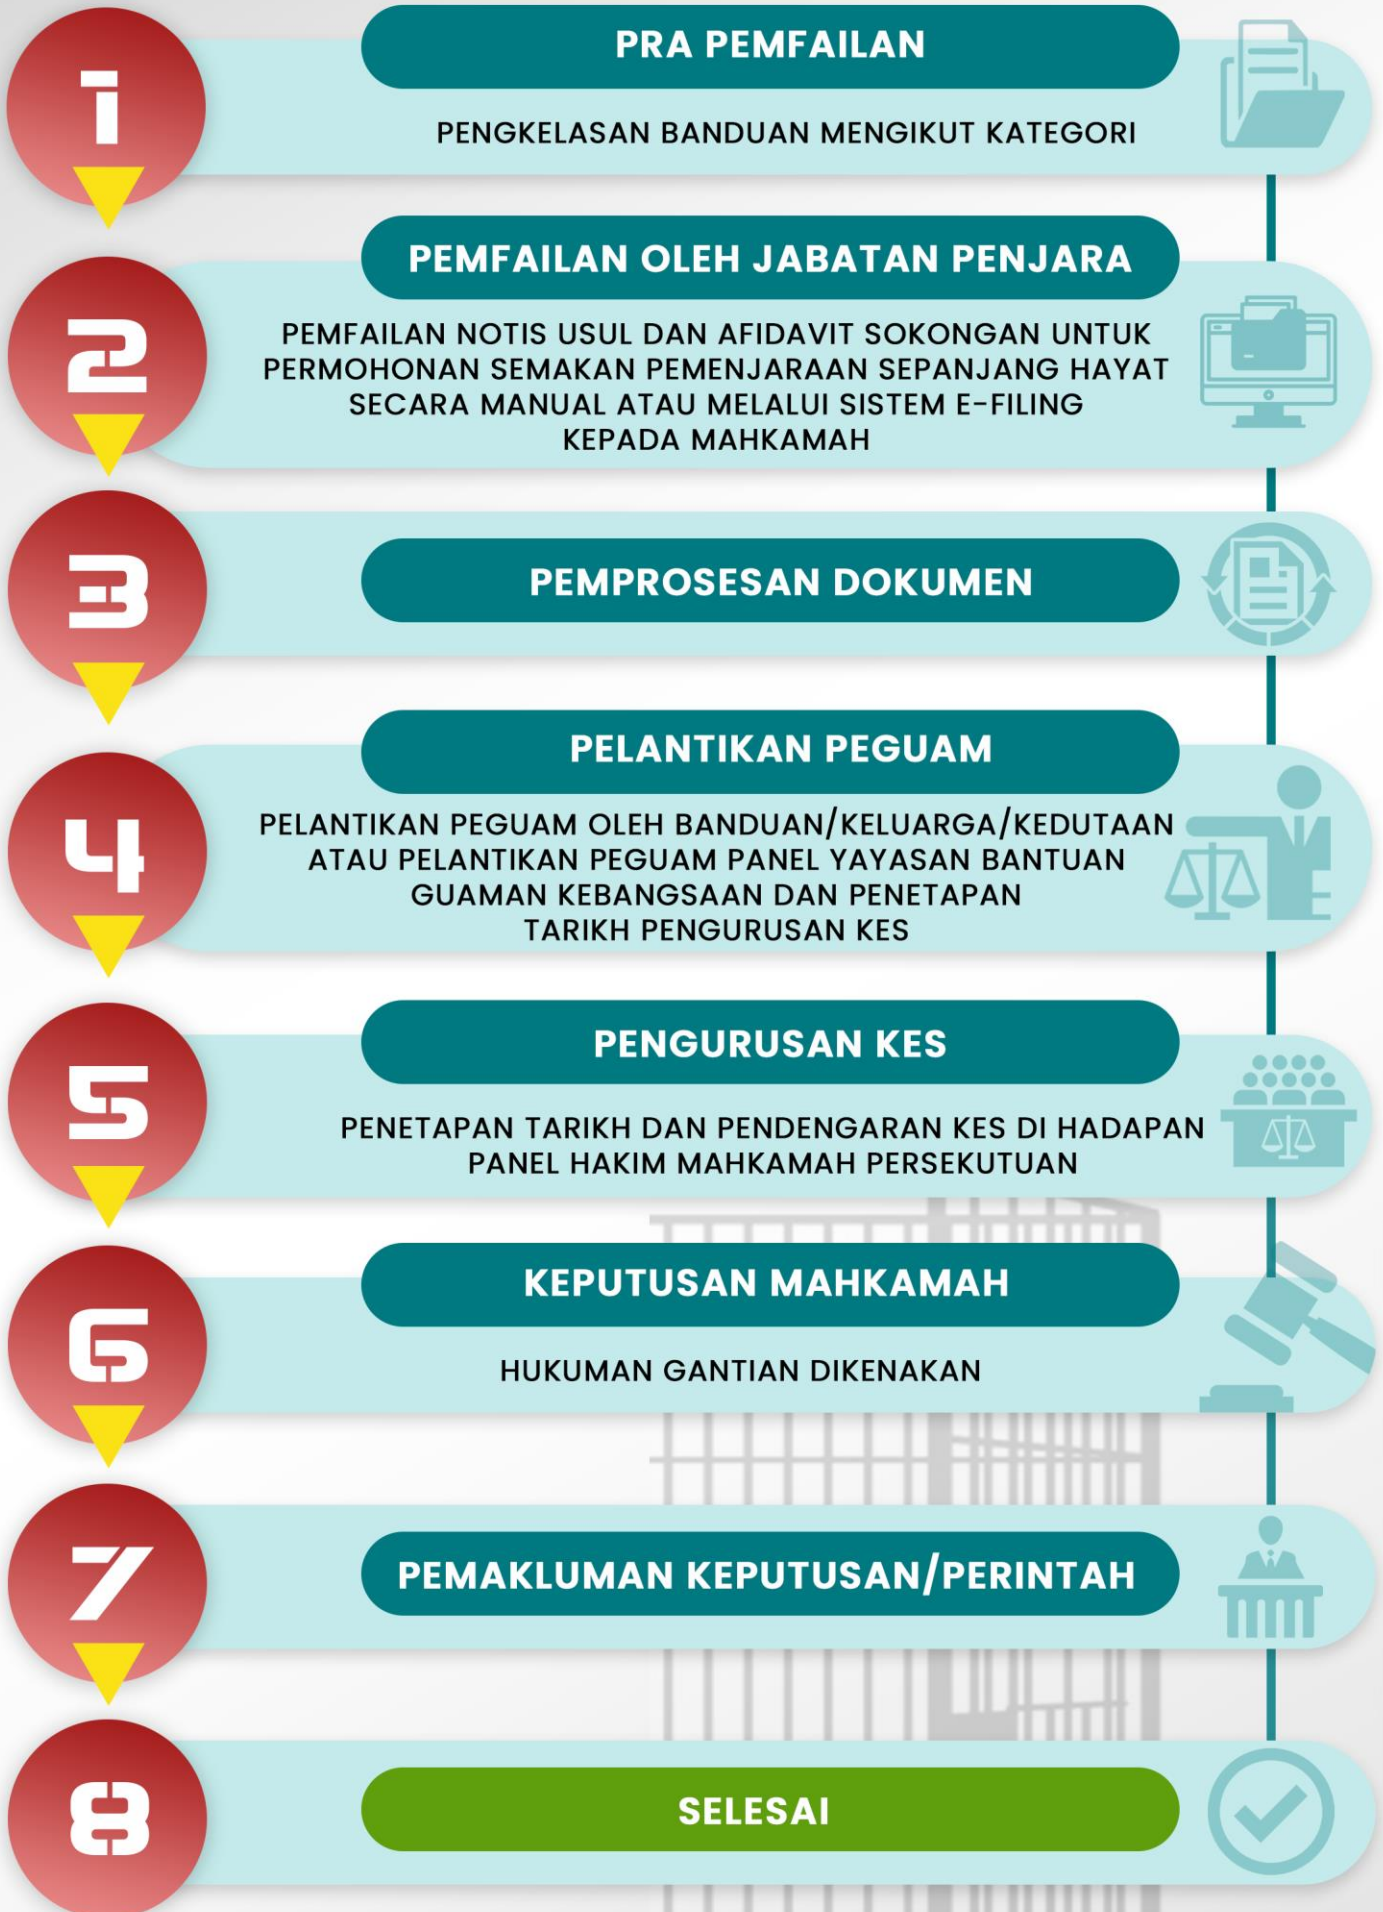 1
PRA PEMFAILAN
PENGKELASAN BANDUAN MENGIKUT KATEGORI
2
PEMFAILAN OLEH JABATAN PENJARA
PEMFAILAN NOTIS USUL DAN AFIDAVIT SOKONGAN UNTUK
PERMOHONAN SEMAKAN PEMENJARAAN SEPANJANG HAYAT
SECARA MANUAL ATAU MELALUI SISTEM E-FILING
KEPADA MAHKAMAH
3
PEMPROSESAN DOKUMEN
4
PELANTIKAN PEGUAM
PELANTIKAN PEGUAM OLEH BANDUAN/KELUARGA/KEDUTAAN
ATAU PELANTIKAN PEGUAM PANEL YAYASAN BANTUAN
GUAMAN KEBANGSAAN DAN PENETAPAN
TARIKH PENGURUSAN KES
5
PENGURUSAN KES
PENETAPAN TARIKH DAN PENDENGARAN KES DI HADAPAN
PANEL HAKIM MAHKAMAH PERSEKUTUAN
6
KEPUTUSAN MAHKAMAH
HUKUMAN GANTIAN DIKENAKAN
7
PEMAKLUMAN KEPUTUSAN/PERINTAH
8
SELESAI